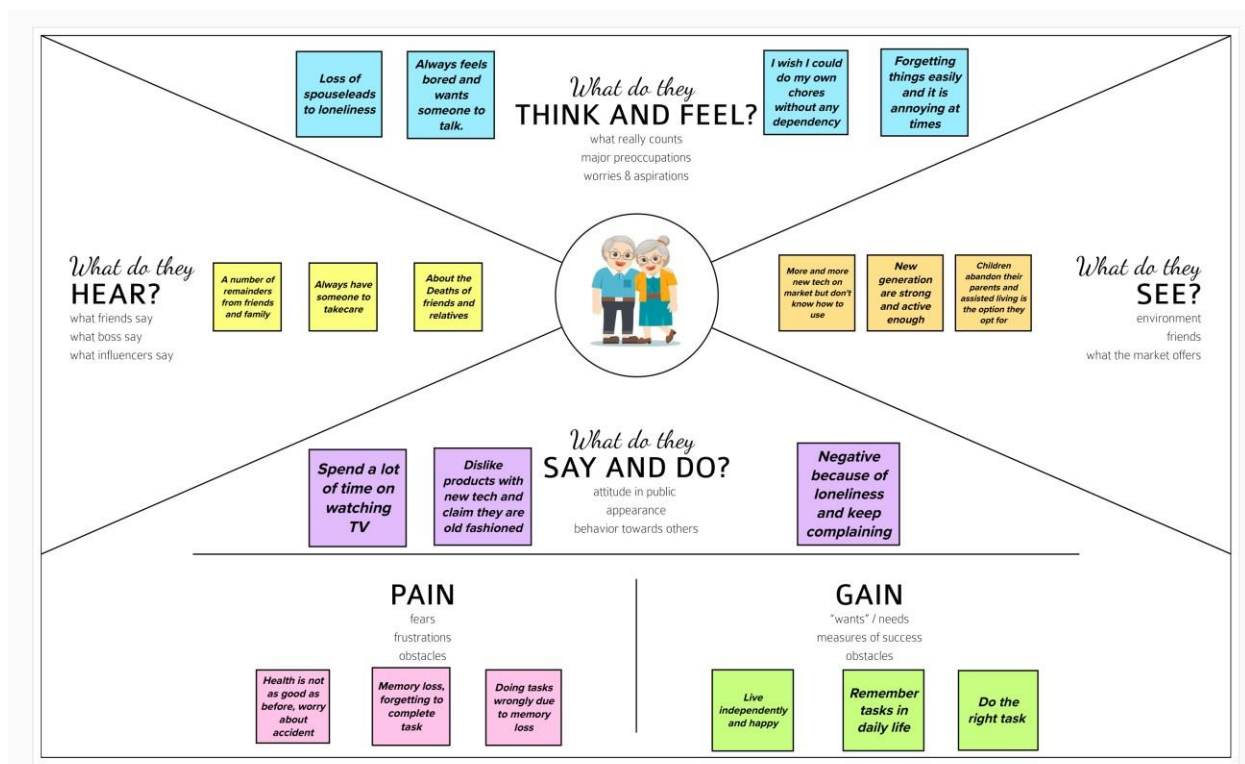 Loss of
spouseleads
to loneliness
Always feels
bored and
wants
someone to
talk.
What do they
THINK AND FEEL?
what really counts
major preoccupations
worries & aspirations
I wish I could
do my own
chores
without any
dependency
Forgetting
things easily
and it is
annoying at
times
What do they
HEAR?
what friends say
what boss say
what influencers say
A number of
remainders
from friends
and family
Always have
someone to
takecare
About the
Deaths of
friends and
relatives
More and more
new tech on
market but don't
know how to
use
New
generation
are strong
and active
enough
Children
abandon their
parents and
assisted living is
the option they
opt for
What do they
SEE?
environment
friends
what the market offers
What do they
SAY AND DO?
attitude in public
appearance
behavior towards others
Spend a lot
of time on
watching
TV
Dislike
products with
new tech and
claim they are
old fashioned
Negative
because of
loneliness
and keep
complaining
PAIN
fears
frustrations
obstacles
Health is not
as good as
before, worry
about
accident
Memory loss,
forgetting to
complete
task
Doing tasks
wrongly due
to memory
loss
GAIN
"wants" / needs
measures of success
obstacles
Live
independently
and happy
Remember
tasks in
daily life
Do the
right task